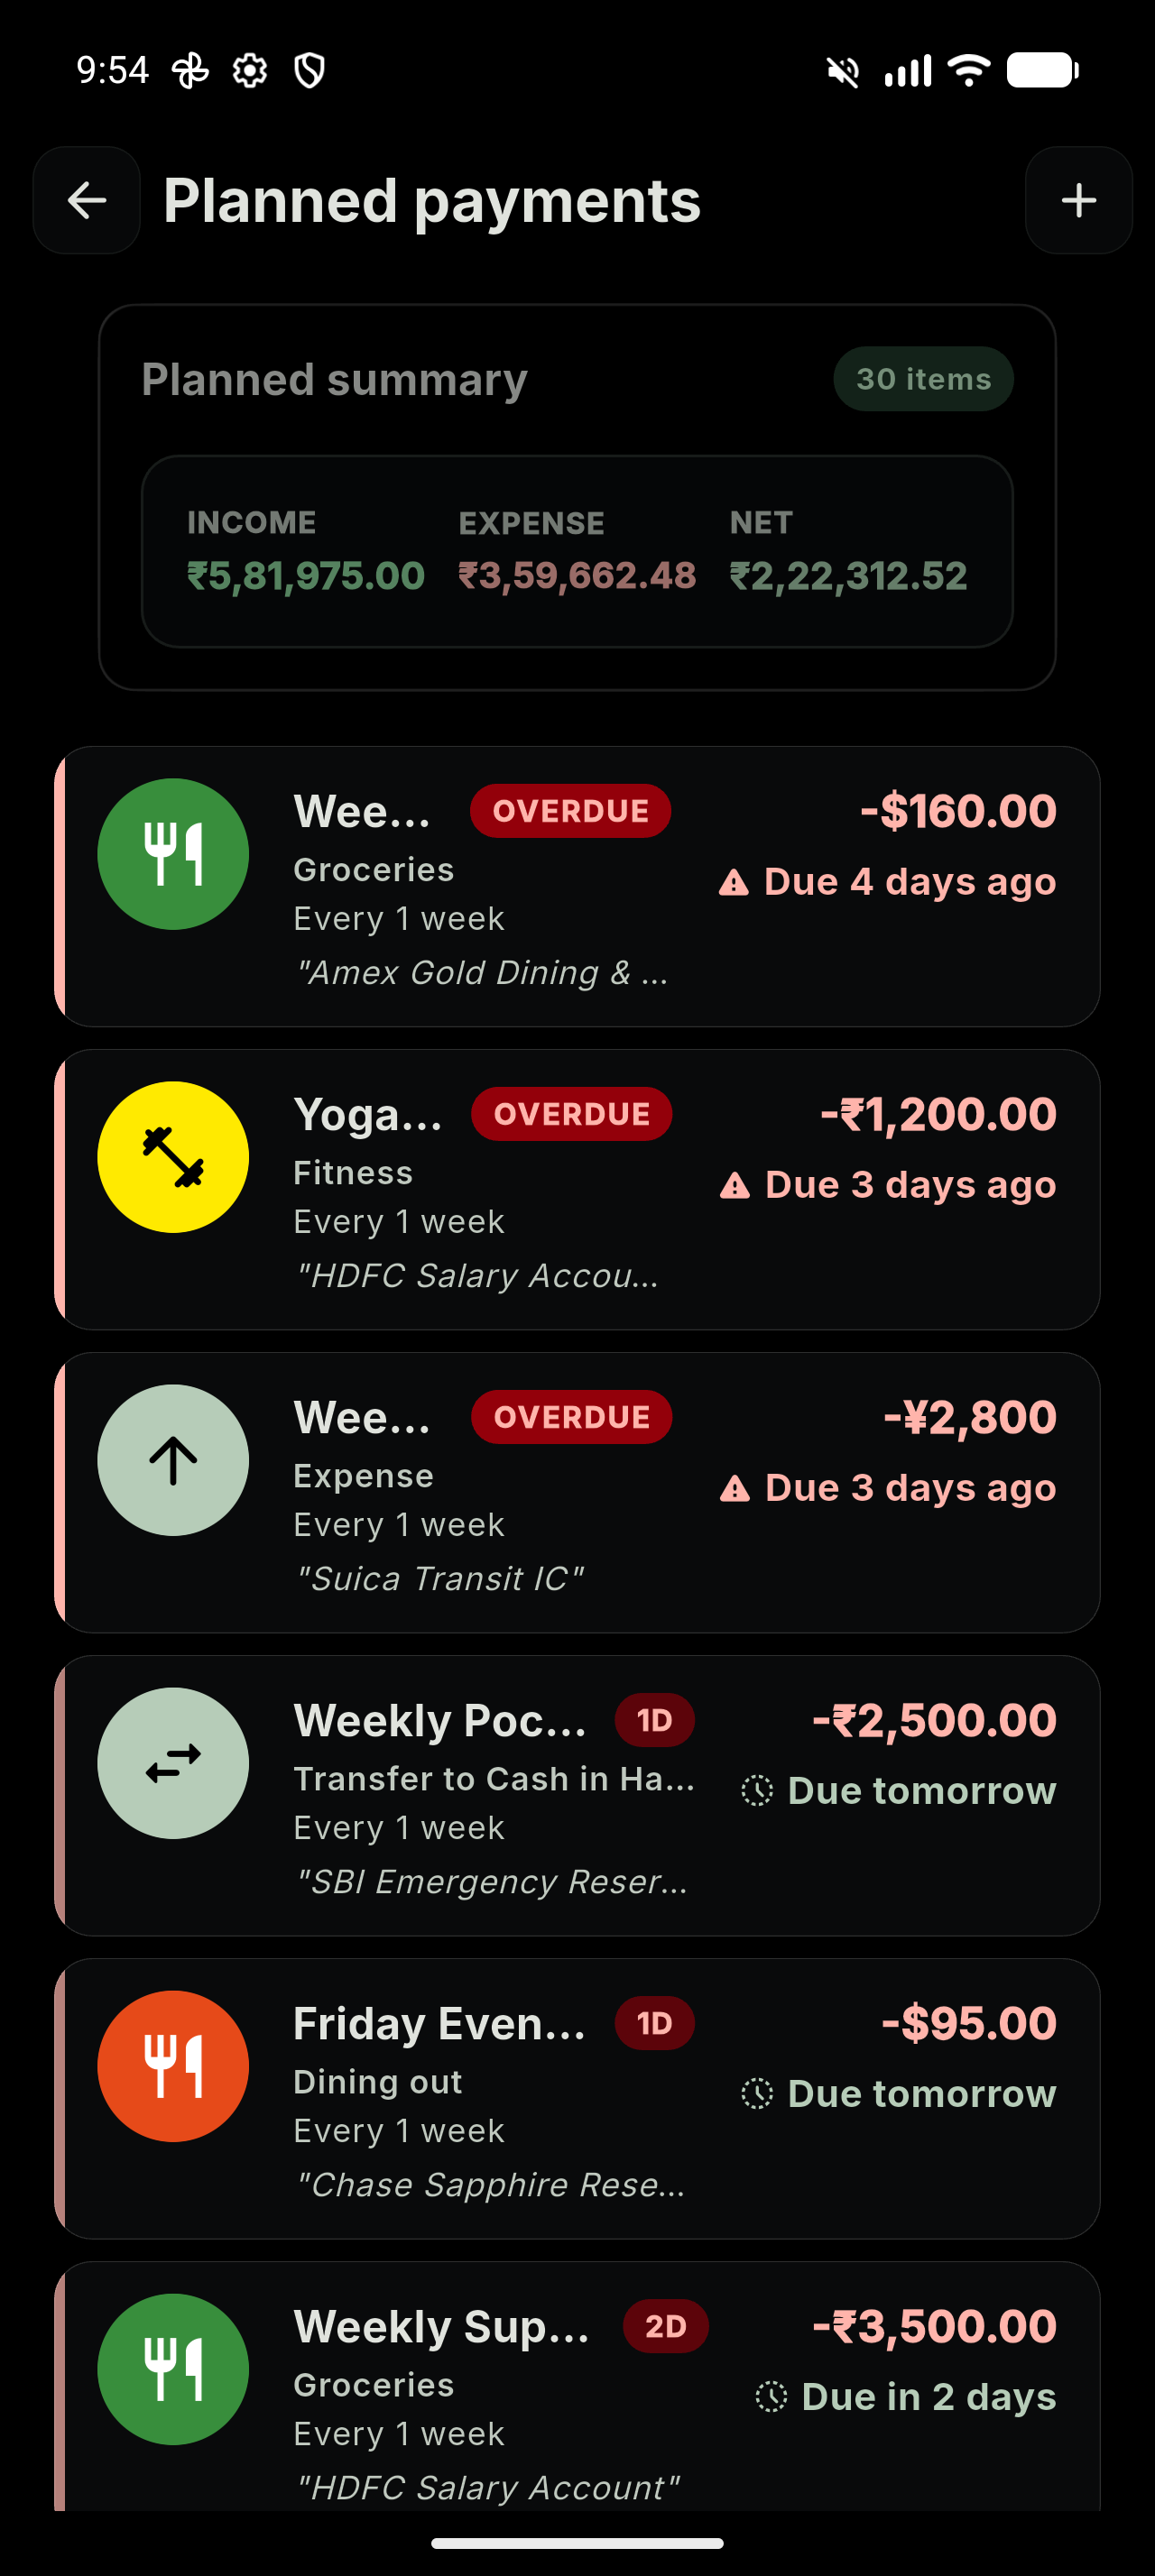 9:54
Planned payments
Planned summary
30 items
INCOME
EXPENSE
NET
₹5,81,975.00
₹3,59,662.48
₹2,22,312.52
Wee...
OVERDUE
-$160.00
Groceries
Due 4 days ago
Every 1 week
"Amex Gold Dining & ...
Yoga...
OVERDUE
-₹1,200.00
Fitness
Due 3 days ago
Every 1 week
"HDFC Salary Accou...
Wee...
OVERDUE
-¥2,800
Expense
Due 3 days ago
Every 1 week
"Suica Transit IC"
Weekly Poc...
1D
-₹2,500.00
Transfer to Cash in Ha...
Due tomorrow
Every 1 week
"SBI Emergency Reser...
Friday Even...
1D
-$95.00
Dining out
Due tomorrow
Every 1 week
"Chase Sapphire Rese...
Weekly Sup...
2D
-₹3,500.00
Groceries
Due in 2 days
Every 1 week
"HDFC Salary Account"